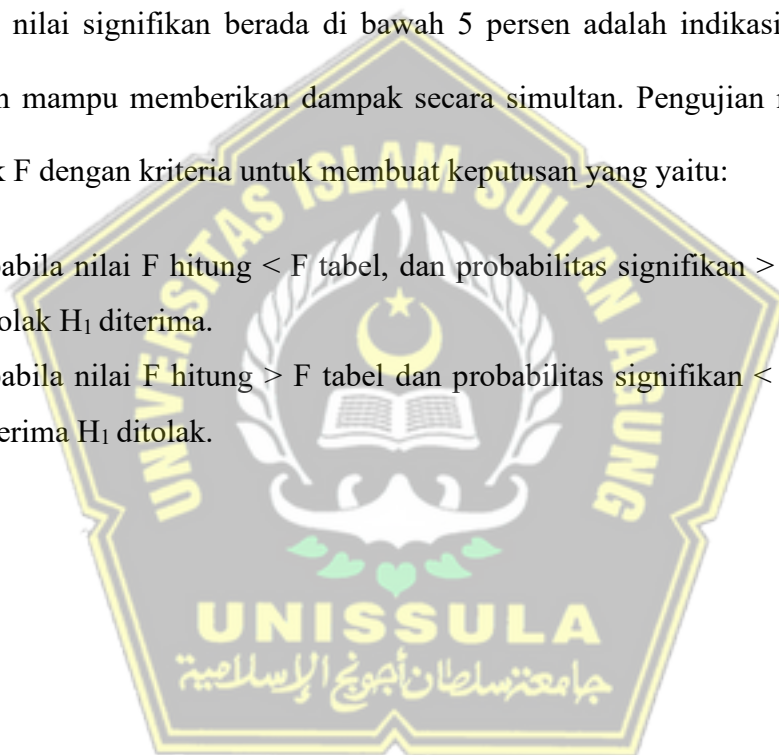 nilai signifikan berada di bawah 5 persen adalah indikasi
mampu memberikan dampak secara simultan. Pengujian
F dengan kriteria untuk membuat keputusan yang yaitu:
nilai F hitung < F tabel, dan probabilitas signifikan >
olak H₁ diterima.
nilai F hitung > F tabel dan probabilitas signifikan <
erima H₁ ditolak.
UNIVERSITAS ISLAM SULTAN AGUNG
UNISSULA
جامعة سلطان أجونج الإسلامية